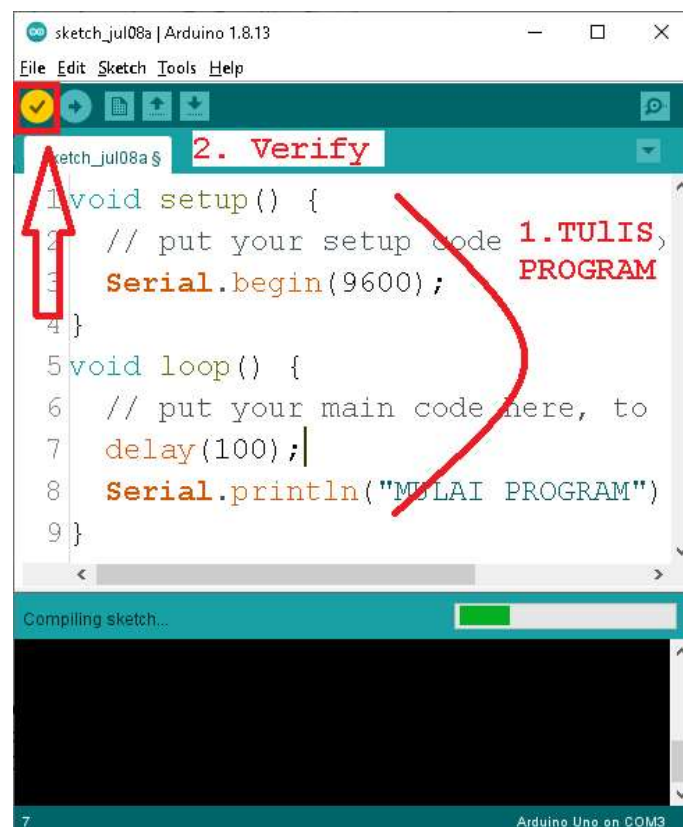 sketch_jul08a | Arduino 1.8.13
File Edit Sketch Tools Help
2. Verify
ketch_jul08a §
1 void setup() {
2 // put your setup code
1.TUlIS
PROGRAM
3 Serial.begin(9600);
4 }
5 void loop() {
6 // put your main code here, to
7 delay(100);
8 Serial.println("MULAI PROGRAM")
9 }
Compiling sketch...
7
Arduino Uno on COM3